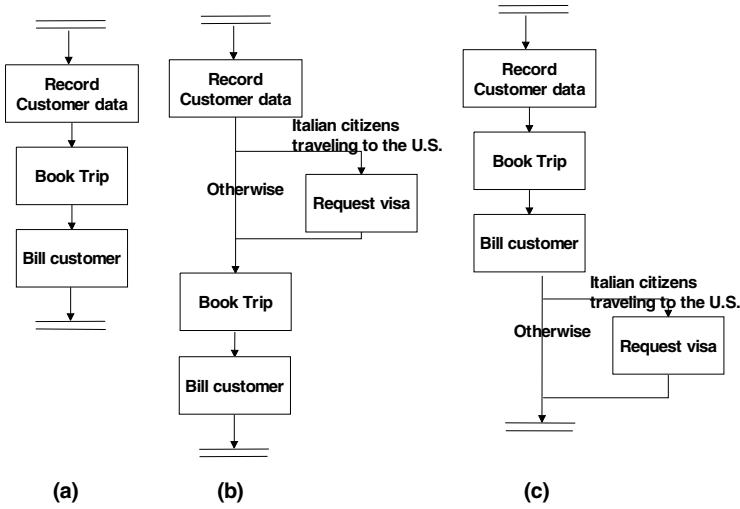 Record
Customer data
Book Trip
Bill customer
(a)
Record
Customer data
Italian citizens
traveling to the U.S.
Otherwise
Request visa
Book Trip
Bill customer
(b)
Record
Customer data
Book Trip
Bill customer
Italian citizens
traveling to the U.S.
Otherwise
Request visa
(c)